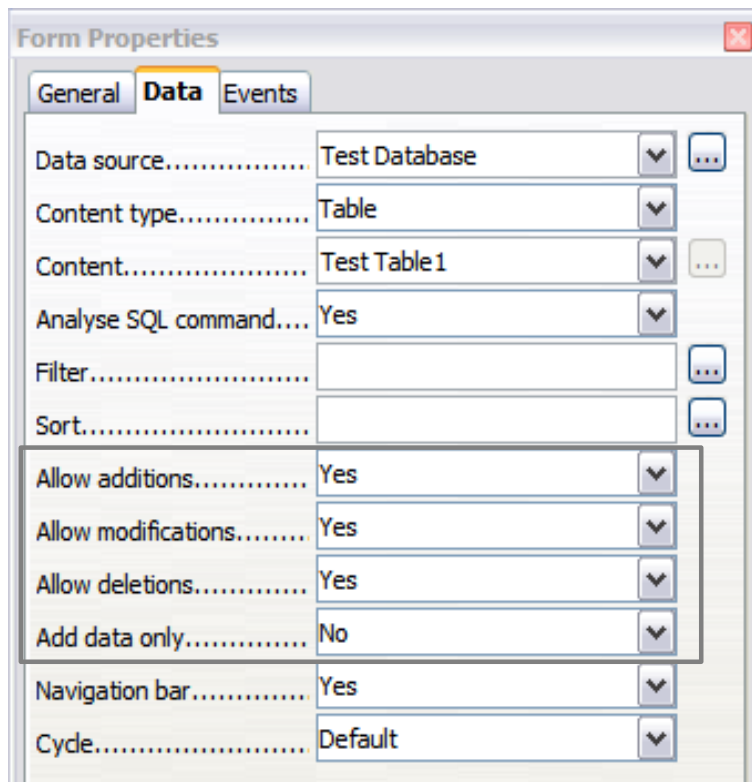 Form Properties
General Data Events
Data source................. Test Database ...
Content type............... Table
Content...................... Test Table1 ...
Analyse SQL command.... Yes
Filter.......................... ...
Sort........................... ...
Allow additions............. Yes
Allow modifications........ Yes
Allow deletions............. Yes
Add data only.............. No
Navigation bar............. Yes
Cycle......................... Default